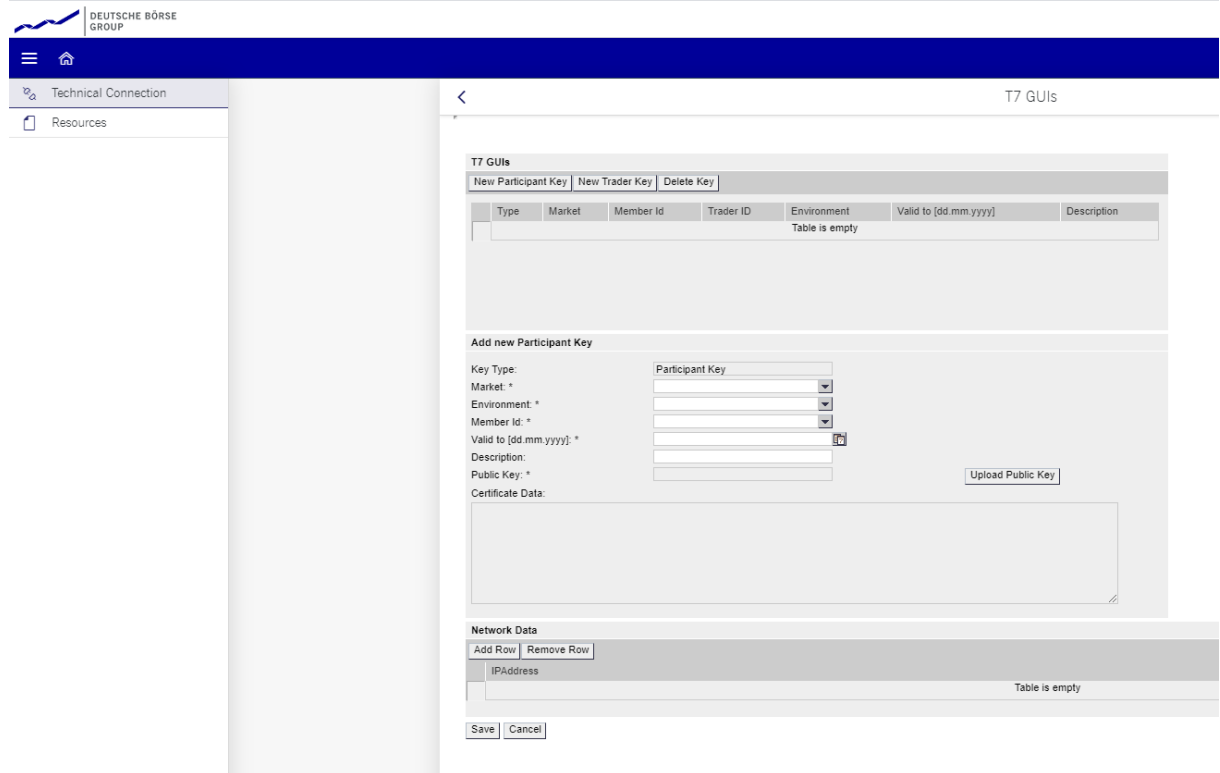 DEUTSCHE BÖRSE
GROUP
Technical Connection
Resources
T7 GUIs
T7 GUIs
New Participant Key New Trader Key Delete Key
Type Market Member Id Trader ID Environment Valid to [dd.mm.yyyy] Description
Table is empty
Add new Participant Key
Key Type: Participant Key
Market: *
Environment: *
Member Id: *
Valid to [dd.mm.yyyy]: *
Description:
Public Key: * Upload Public Key
Certificate Data:
Network Data
Add Row Remove Row
IPAddress
Table is empty
Save Cancel